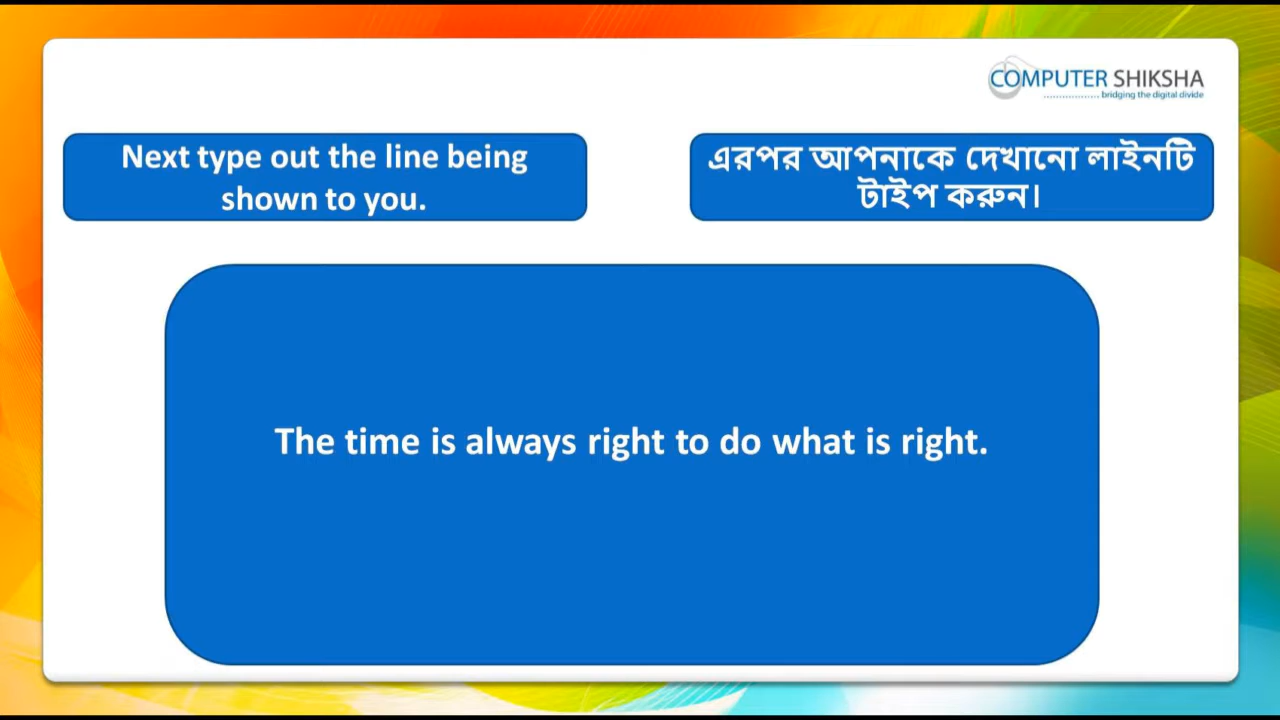 COMPUTER SHIKSHA
bridging the digital divide
Next type out the line being
shown to you.
এরপর আপনাকে দেখানো লাইনটি
টাইপ করুন।
The time is always right to do what is right.